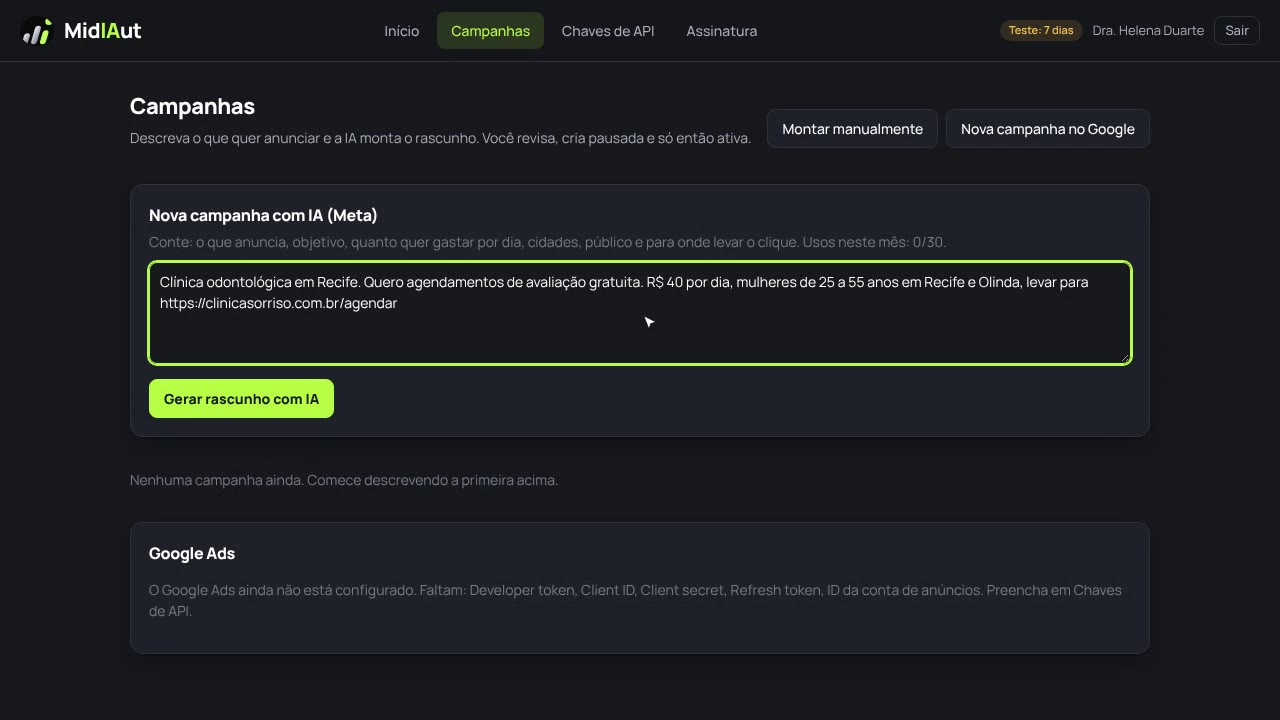 MidIAut
Início
Campanhas
Chaves de API
Assinatura
Teste: 7 dias
Dra. Helena Duarte
Sair
Campanhas
Descreva o que quer anunciar e a IA monta o rascunho. Você revisa, cria pausada e só então ativa.
Montar manualmente
Nova campanha no Google
Nova campanha com IA (Meta)
Conte: o que anuncia, objetivo, quanto quer gastar por dia, cidades, público e para onde levar o clique. Usos neste mês: 0/30.
Clínica odontológica em Recife. Quero agendamentos de avaliação gratuita. R$ 40 por dia, mulheres de 25 a 55 anos em Recife e Olinda, levar para
https://clinicasorriso.com.br/agendar
Gerar rascunho com IA
Nenhuma campanha ainda. Comece descrevendo a primeira acima.
Google Ads
O Google Ads ainda não está configurado. Faltam: Developer token, Client ID, Client secret, Refresh token, ID da conta de anúncios. Preencha em Chaves
de API.